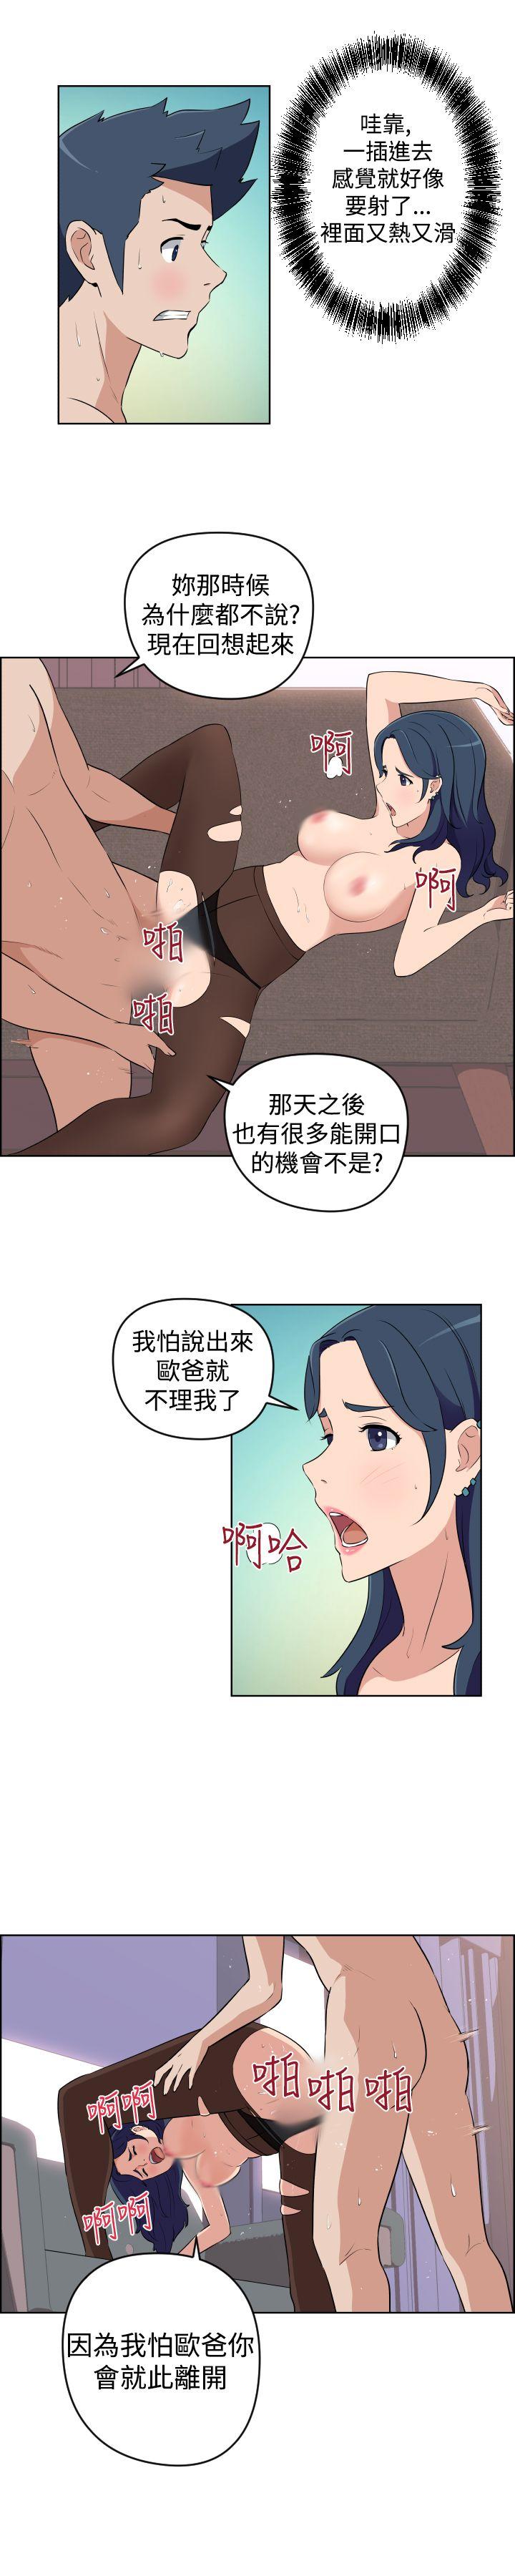 哇靠,
一插進去
感覺就好像
要射了...
裡面又熱又滑
妳那時候
為什麼都不說?
現在回想起來
啊
啊
啪
啪
那天之後
也有很多能開口
的機會不是?
我怕說出來
歐爸就
不理我了
啊哈
啪啪啪
啊啊
啊啊
因為我怕歐爸你
會就此離開